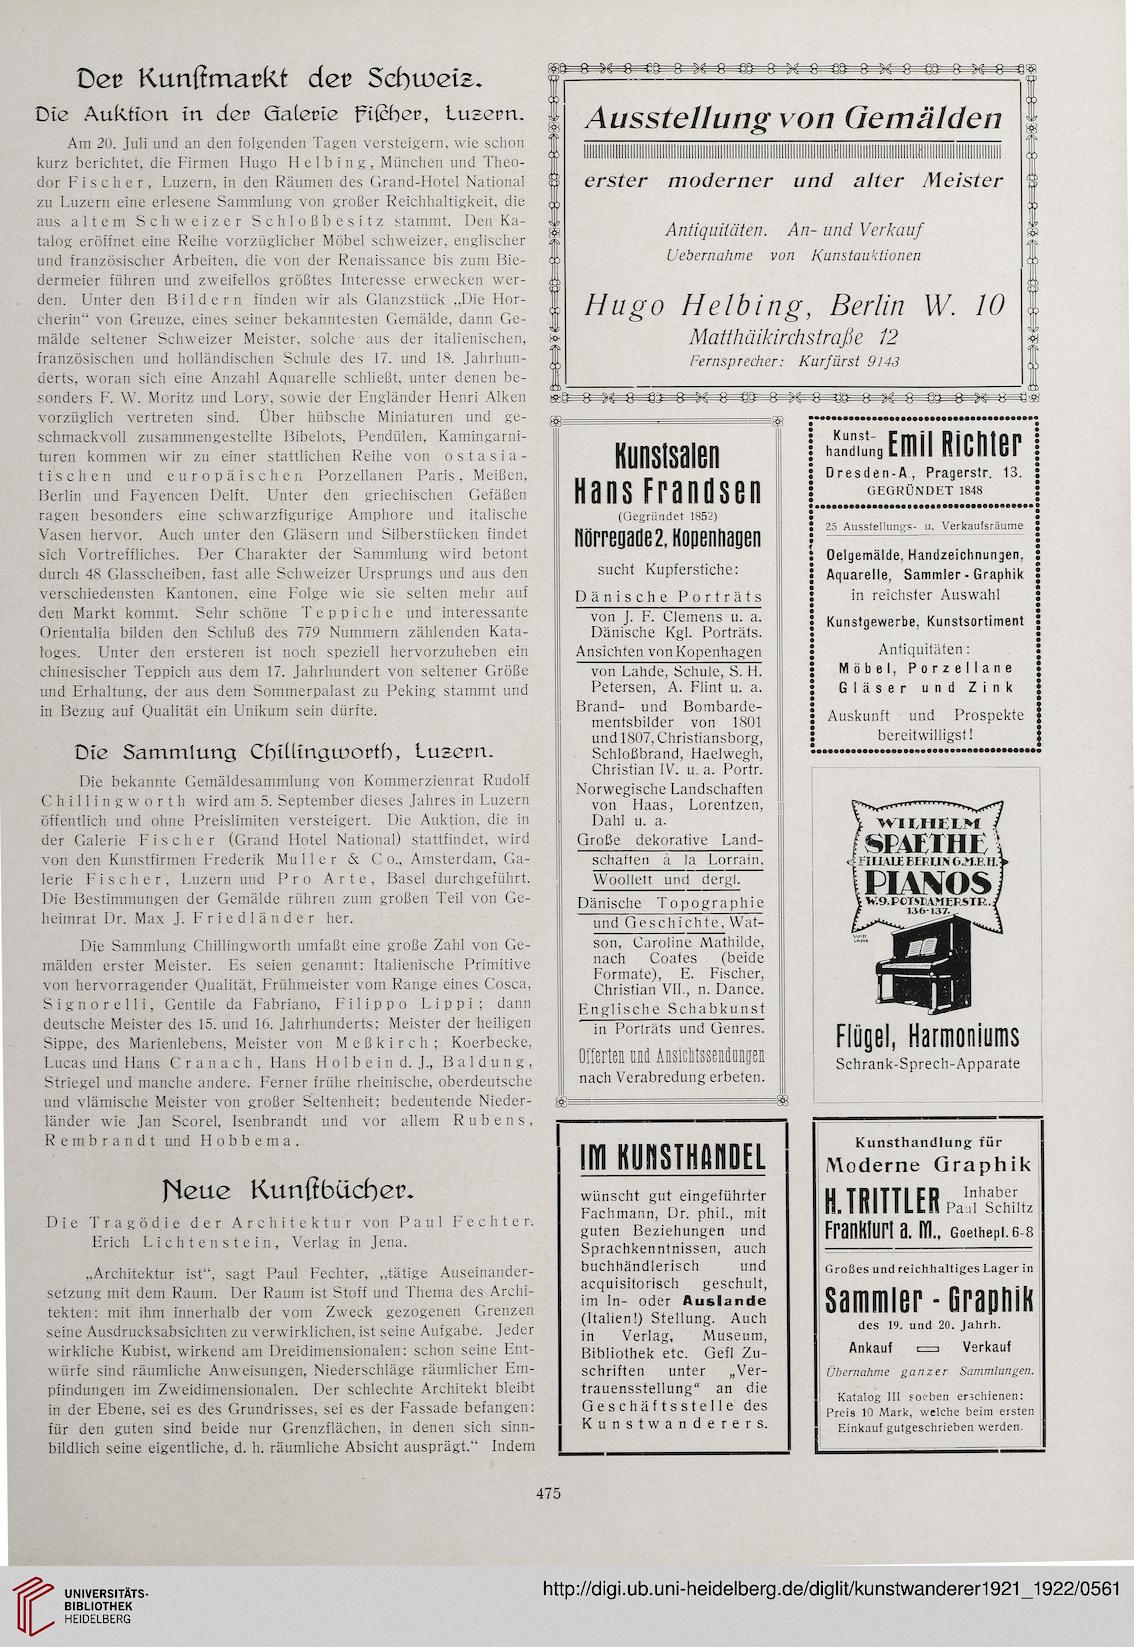 Der Kunstmarkt der Schweiz.
Die Auktion in der Galerie Fischer, Luzern.
Am 20. Juli und an den folgenden Tagen versteigern, wie schon
kurz berichtet, die Firmen Hugo Helbing, München und Theo-
dor Fischer, Luzern, in den Räumen des Grand-Hotel National
zu Luzern eine erlesene Sammlung von großer Reichhaltigkeit, die
aus altem Schweizer Schloßbesitz stammt. Den Ka-
talog eröffnet eine Reihe vorzüglicher Möbel schweizer, englischer
und französischer Arbeiten, die von der Renaissance bis zum Bie-
dermeier führen und zweifellos größtes Interesse erwecken wer-
den. Unter den Bildern finden wir als Glanzstück „Die Hor-
cherin“ von Greuze, eines seiner bekanntesten Gemälde, dann Ge-
mälde seltener Schweizer Meister, solche aus der italienischen,
französischen und holländischen Schule des 17. und 18. Jahrhun-
derts, woran sich eine Anzahl Aquarelle schließt, unter denen be-
sonders F. W. Moritz und Lory, sowie der Engländer Henri Alken
vorzüglich vertreten sind. Über hübsche Miniaturen und ge-
schmackvoll zusammengestellte Bibelots, Pendülen, Kamingarni-
turen kommen wir zu einer stattlichen Reihe von ostasia-
tischen und europäischen Porzellanen Paris, Meißen,
Berlin und Fayencen Delft. Unter den griechischen Gefäßen
ragen besonders eine schwarzfigurige Amphore und italische
Vasen hervor. Auch unter den Gläsern und Silberstücken findet
sich Vortreffliches. Der Charakter der Sammlung wird betont
durch 48 Glasscheiben, fast alle Schweizer Ursprungs und aus den
verschiedensten Kantonen, eine Folge wie sie selten mehr auf
den Markt kommt. Sehr schöne Teppiche und interessante
Orientalia bilden den Schluß des 779 Nummern zählenden Kata-
loges. Unter den ersteren ist noch speziell hervorzuheben ein
chinesischer Teppich aus dem 17. Jahrhundert von seltener Größe
und Erhaltung, der aus dem Sommerpalast zu Peking stammt und
in Bezug auf Qualität ein Unikum sein dürfte.
Die Sammlung Chillingworth, Luzern.
Die bekannte Gemäldesammlung von Kommerzienrat Rudolf
Chillingworth wird am 5. September dieses Jahres in Luzern
öffentlich und ohne Preislimiten versteigert. Die Auktion, die in
der Galerie Fischer (Grand Hotel National) stattfindet, wird
von den Kunstfirmen Frederik Muller & Co., Amsterdam, Ga-
lerie Fischer, Luzern und Pro Arte, Basel durchgeführt.
Die Bestimmungen der Gemälde rühren zum großen Teil von Ge-
heimrat Dr. Max J. Friedländer her.
Die Sammlung Chillingworth umfaßt eine große Zahl von Ge-
mälden erster Meister. Es seien genannt: Italienische Primitive
von hervorragender Qualität, Frühmeister vom Range eines Cosca,
Signorelli, Gentile da Fabriano, Filippo Lippi; dann
deutsche Meister des 15. und 16. Jahrhunderts; Meister der heiligen
Sippe, des Marienlebens, Meister von Meßkirch; Koerbecke,
Lucas und Hans Cranach, Hans Holbein d. J., Baldung,
Striegel und manche andere. Ferner frühe rheinische, oberdeutsche
und vlämische Meister von großer Seltenheit; bedeutende Nieder-
länder wie Jan Scorel, Isenbrandt und vor allem Rubens,
Rembrandt und Hobbema.
Neue Kunstbücher.
Die Tragödie der Architektur von Paul Fechter.
Erich Lichtenstein, Verlag in Jena.
„Architektur ist“, sagt Paul Fechter, „tätige Auseinander-
setzung mit dem Raum. Der Raum ist Stoff und Thema des Archi-
tekten: mit ihm innerhalb der vom Zweck gezogenen Grenzen
seine Ausdrucksabsichten zu verwirklichen, ist seine Aufgabe. Jeder
wirkliche Kubist, wirkend am Dreidimensionalen: schon seine Ent-
würfe sind räumliche Anweisungen, Niederschläge räumlicher Em-
pfindungen im Zweidimensionalen. Der schlechte Architekt bleibt
in der Ebene, sei es des Grundrisses, sei es der Fassade befangen:
für den guten sind beide nur Grenzflächen, in denen sich sinn-
bildlich seine eigentliche, d. h. räumliche Absicht ausprägt.“ Indem
Ausstellung von Gemälden
erster moderner und alter Meister
Antiquitäten. An- und Verkauf
Uebernahme von Kunstauktionen
Hugo Helbing, Berlin W. 10
Matthäikirchstraße 12
Fernsprecher: Kurfürst 9143
Kunstsalen
Hans Frandsen
(Gegründet 1852)
Nörregade 2, Kopenhagen
sucht Kupferstiche:
Dänische Porträts
von J. F. Clemens u. a.
Dänische Kgl. Porträts.
Ansichten von Kopenhagen
von Lahde, Schule, S. H.
Petersen, A. Flint u. a.
Brand- und Bombarde-
mentsbilder von 1801
und 1807, Christiansborg,
Schloßbrand, Haelwegh,
Christian IV. u. a. Portr.
Norwegische Landschaften
von Haas, Lorentzen,
Dahl u. a.
Große dekorative Land-
schaften à la Lorrain,
Woollett und dergl.
Dänische Topographie
und Geschichte, Wat-
son, Caroline Mathilde,
nach Coates (beide
Formate), E. Fischer,
Christian VII., n. Dance.
Englische Schabkunst
in Porträts und Genres.
Offerten und Ansichtssendungen
nach Verabredung erbeten.
Kunst-
handlung Emil Richter
Dresden-A., Pragerstr. 13.
GEGRÜNDET 1848
25 Ausstellungs- u. Verkaufsräume
Oelgemälde, Handzeichnungen,
Aquarelle, Sammler-Graphik
in reichster Auswahl
Kunstgewerbe, Kunstsortiment
Antiquitäten:
Möbel, Porzellane
Gläser und Zink
Auskunft und Prospekte
bereitwilligst!
WILHELM
SPAETHE
FILIALE BERLIN G.M.B.H.
PIANOS
W.9. POTSDAMERSTR.
136-137.
Flügel, Harmoniums
Schrank-Sprech-Apparate
IM KUNSTHANDEL
wünscht gut eingeführter
Fachmann, Dr. phil., mit
guten Beziehungen und
Sprachkenntnissen, auch
buchhändlerisch und
acquisitorisch geschult,
im In- oder Auslande
(Italien!) Stellung. Auch
in Verlag, Museum,
Bibliothek etc. Gefl Zu-
schriften unter „Ver-
trauensstellung“ an die
Geschäftsstelle des
Kunstwanderers.
Kunsthandlung für
Moderne Graphik
H. TRITTLER Inhaber
Paul Schiltz
Frankfurt a. M., Goethepl. 6-8
Großes und reichhaltiges Lager in
Sammler - Graphik
des 19. und 20. Jahrh.
Ankauf Verkauf
Übernahme ganzer Sammlungen.
Katalog III soeben erschienen:
Preis 10 Mark, welche beim ersten
Einkauf gutgeschrieben werden.
475
UNIVERSITÄTS-
BIBLIOTHEK
HEIDELBERG
http://digi.ub.uni-heidelberg.de/diglit/kunstwanderer1921_1922/0561